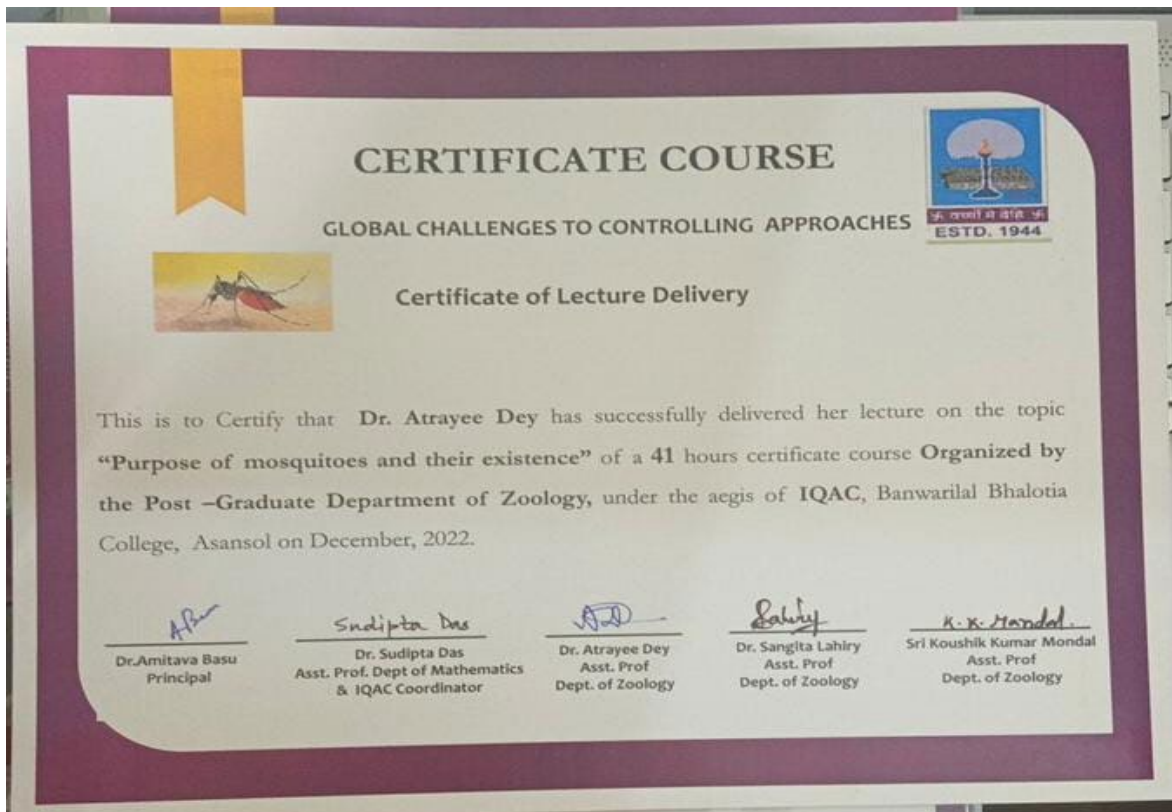 CERTIFICATE COURSE
GLOBAL CHALLENGES TO CONTROLLING APPROACHES
ESTD. 1944
Certificate of Lecture Delivery
This is to Certify that Dr. Atrayee Dey has successfully delivered her lecture on the topic
“Purpose of mosquitoes and their existence” of a 41 hours certificate course Organized by
the Post –Graduate Department of Zoology, under the aegis of IQAC, Banwarilal Bhalotia
College, Asansol on December, 2022.
Sudipta Das
K. K. Mandal.
Dr.Amitava Basu
Principal
Dr. Sudipta Das
Asst. Prof. Dept of Mathematics
& IQAC Coordinator
Dr. Atrayee Dey
Asst. Prof
Dept. of Zoology
Dr. Sangita Lahiry
Asst. Prof
Dept. of Zoology
Sri Koushik Kumar Mondal
Asst. Prof
Dept. of Zoology